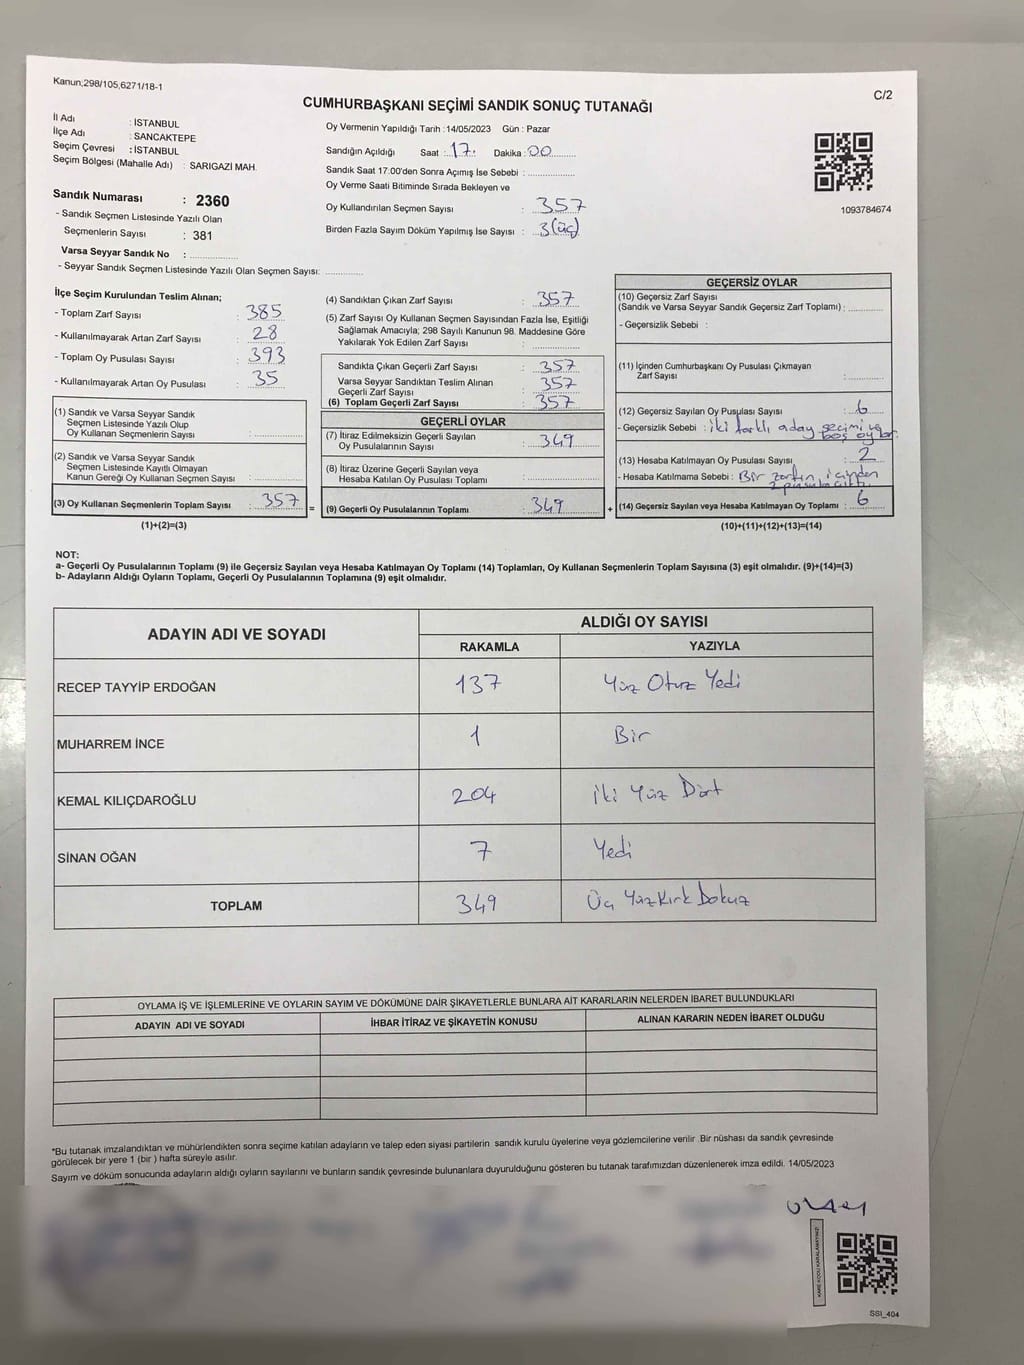 Kanun;298/105,6271/18-1
C/2
CUMHURBAŞKANI SEÇİMİ SANDIK SONUÇ TUTANAĞI
İl Adı : İSTANBUL
İlçe Adı : SANCAKTEPE
Seçim Çevresi : İSTANBUL
Seçim Bölgesi (Mahalle Adı) : SARIGAZİ MAH.
Sandık Numarası : 2360
- Sandık Seçmen Listesinde Yazılı Olan
Seçmenlerin Sayısı : 381
Varsa Seyyar Sandık No :
- Seyyar Sandık Seçmen Listesinde Yazılı Olan Seçmen Sayısı:
Oy Vermenin Yapıldığı Tarih :14/05/2023 Gün : Pazar
Sandığın Açıldığı Saat : 17. Dakika : 00
Sandık Saat 17:00'den Sonra Açımış İse Sebebi :
Oy Verme Saati Bitiminde Sırada Bekleyen ve
Oy Kullandırılan Seçmen Sayısı : 357
Birden Fazla Sayım Döküm Yapılmış İse Sayısı : 3(üç)
1093784674
İlçe Seçim Kurulundan Teslim Alınan;
- Toplam Zarf Sayısı : 385
- Kullanılmayarak Artan Zarf Sayısı : 28
- Toplam Oy Pusulası Sayısı : 393
- Kullanılmayarak Artan Oy Pusulası : 35
(1) Sandık ve Varsa Seyyar Sandık
Seçmen Listesinde Yazılı Olup
Oy Kullanan Seçmenlerin Sayısı :
(2) Sandık ve Varsa Seyyar Sandık
Seçmen Listesinde Kayıtlı Olmayan
Kanun Gereği Oy Kullanan Seçmen Sayısı :
(3) Oy Kullanan Seçmenlerin Toplam Sayısı : 357
(1)+(2)=(3)
(4) Sandıktan Çıkan Zarf Sayısı : 357
(5) Zarf Sayısı Oy Kullanan Seçmen Sayısından Fazla İse, Eşitliği
Sağlamak Amacıyla; 298 Sayılı Kanunun 98. Maddesine Göre
Yakılarak Yok Edilen Zarf Sayısı :
Sandıkta Çıkan Geçerli Zarf Sayısı : 357
Varsa Seyyar Sandıktan Teslim Alınan
Geçerli Zarf Sayısı : 357
(6) Toplam Geçerli Zarf Sayısı : 357
GEÇERLİ OYLAR
(7) İtiraz Edilmeksizin Geçerli Sayılan
Oy Pusulalarının Sayısı : 349
(8) İtiraz Üzerine Geçerli Sayılan veya
Hesaba Katılan Oy Pusulası Toplamı :
= (9) Geçerli Oy Pusulalarının Toplamı : 349 +
GEÇERSİZ OYLAR
(10) Geçersiz Zarf Sayısı
(Sandık ve Varsa Seyyar Sandık Geçersiz Zarf Toplamı) :
- Geçersizlik Sebebi :
(11) İçinden Cumhurbaşkanı Oy Pusulası Çıkmayan
Zarf Sayısı :
(12) Geçersiz Sayılan Oy Pusulası Sayısı : 6
- Geçersizlik Sebebi : iki farklı aday seçimi ve
boş oylar.
(13) Hesaba Katılmayan Oy Pusulası Sayısı : 2
- Hesaba Katılmama Sebebi : Bir zarfın içinden
2 pusula çıktı
(14) Geçersiz Sayılan veya Hesaba Katılmayan Oy Toplamı : 6
(10)+(11)+(12)+(13)=(14)
NOT:
a- Geçerli Oy Pusulalarının Toplamı (9) ile Geçersiz Sayılan veya Hesaba Katılmayan Oy Toplamı (14) Toplamları, Oy Kullanan Seçmenlerin Toplam Sayısına (3) eşit olmalıdır. (9)+(14)=(3)
b- Adayların Aldığı Oyların Toplamı, Geçerli Oy Pusulalarının Toplamına (9) eşit olmalıdır.
ADAYIN ADI VE SOYADI ALDIĞI OY SAYISI
RAKAMLA YAZIYLA
RECEP TAYYİP ERDOĞAN 137 Yüz Otuz Yedi
MUHARREM İNCE 1 Bir
KEMAL KILIÇDAROĞLU 204 İki Yüz Dört
SİNAN OĞAN 7 Yedi
TOPLAM 349 Üç Yüz Kırk Dokuz
OYLAMA İŞ VE İŞLEMLERİNE VE OYLARIN SAYIM VE DÖKÜMÜNE DAİR ŞİKAYETLERLE BUNLARA AİT KARARLARIN NELERDEN İBARET BULUNDUKLARI
ADAYIN ADI VE SOYADI İHBAR İTİRAZ VE ŞİKAYETİN KONUSU ALINAN KARARIN NEDEN İBARET OLDUĞU
*Bu tutanak imzalandıktan ve mühürlendikten sonra seçime katılan adayların ve talep eden siyasi partilerin sandık kurulu üyelerine veya gözlemcilerine verilir .Bir nüshası da sandık çevresinde
görülecek bir yere 1 (bir ) hafta süreyle asılır.
Sayım ve döküm sonucunda adayların aldığı oyların sayılarını ve bunların sandık çevresinde bulunanlara duyurulduğunu gösteren bu tutanak tarafımızdan düzenlenerek imza edildi. 14/05/2023
KARE KODU KARALAMAYINIZ!
SSI_404